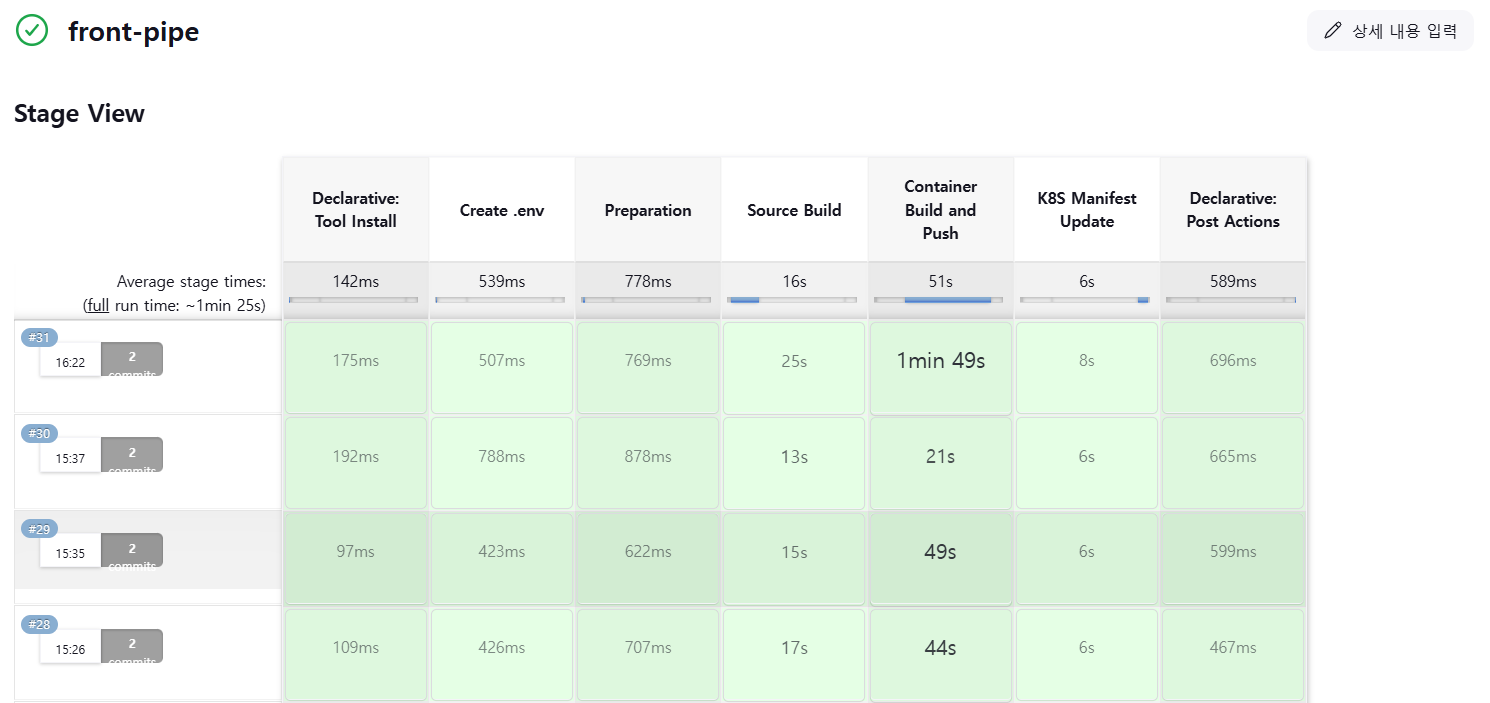 front-pipe
상세 내용 입력
Stage View
Declarative:
Tool Install
Create .env
Preparation
Source Build
Container
Build and
Push
K8S Manifest
Update
Declarative:
Post Actions
Average stage times:
(full run time: ~1min 25s)
142ms
539ms
778ms
16s
51s
6s
589ms
#31
16:22
2
commits
175ms
507ms
769ms
25s
1min 49s
8s
696ms
#30
15:37
2
commits
192ms
788ms
878ms
13s
21s
6s
665ms
#29
15:35
2
commits
97ms
423ms
622ms
15s
49s
6s
599ms
#28
15:26
2
commits
109ms
426ms
707ms
17s
44s
6s
467ms